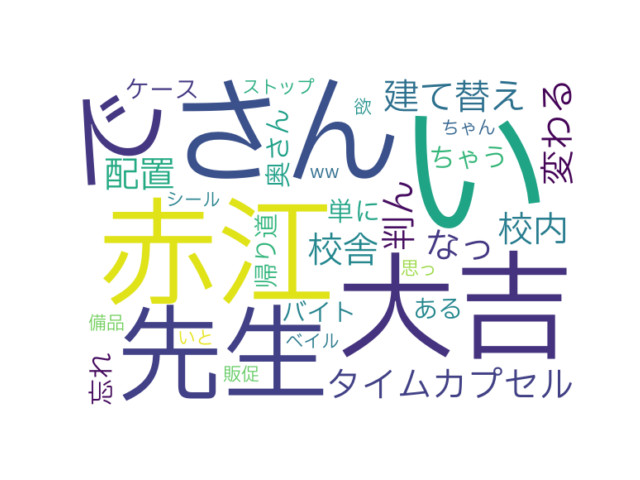 ケース
ストップ
で
さん
い
欲
建て替え
変わる
ちゃん
奥さん
ちゃう
配置
ww
シール
赤江
単に
判ん
帰り道
校舎
なっ
校内
思っ
大吉
先生
バイト
ある
備品
いと
ベイル
忘れ
販促
タイムカプセル